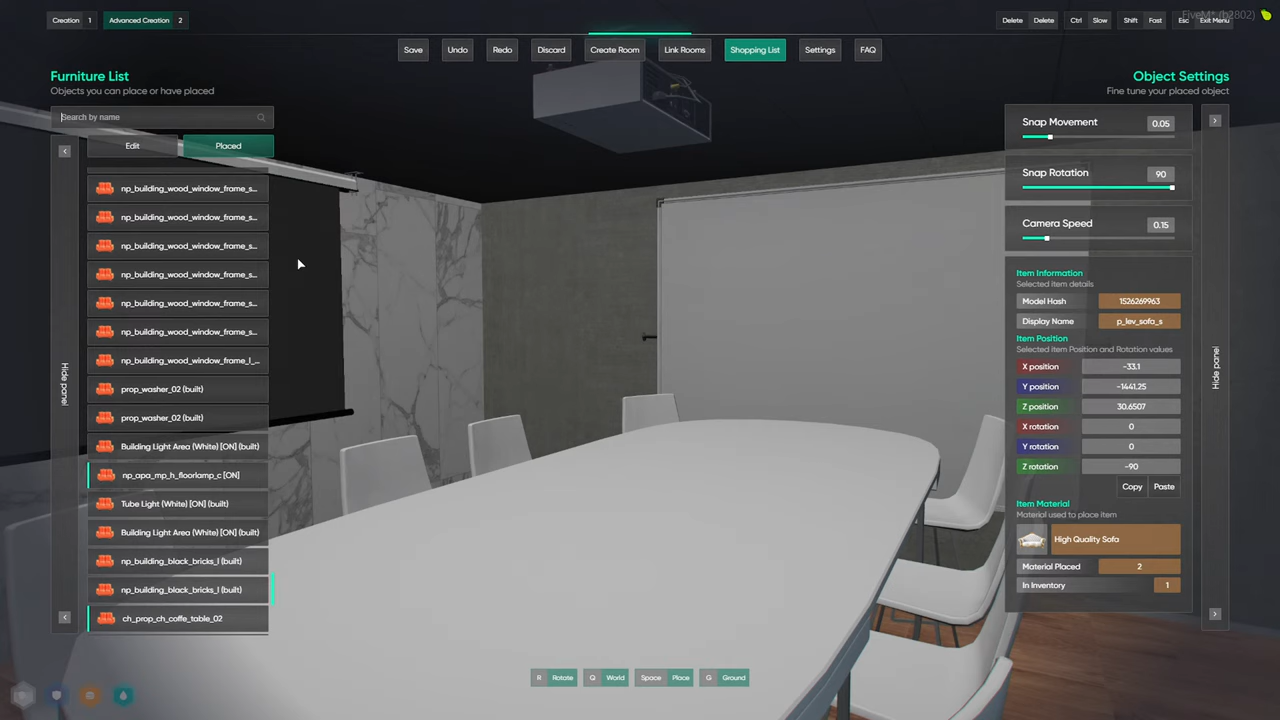 Creation 1 Advanced Creation 2
Delete Delete Ctrl Slow Shift Fast Esc Exit Menu
FiveM* (b2802)
Save Undo Redo Discard Create Room Link Rooms Shopping List Settings FAQ
Furniture List
Objects you can place or have placed
Search by name
Edit Placed
Hide panel
np_building_wood_window_frame_s...
np_building_wood_window_frame_s...
np_building_wood_window_frame_s...
np_building_wood_window_frame_s...
np_building_wood_window_frame_s...
np_building_wood_window_frame_s...
np_building_wood_window_frame_l_...
prop_washer_02 (built)
prop_washer_02 (built)
Building Light Area (White) [ON] (built)
np_apa_mp_h_floorlamp_c [ON]
Tube Light (White) [ON] (built)
Building Light Area (White) [ON] (built)
np_building_black_bricks_l (built)
np_building_black_bricks_l (built)
ch_prop_ch_coffe_table_02
Object Settings
Fine tune your placed object
Snap Movement 0.05
Snap Rotation 90
Camera Speed 0.15
Item Information
Selected Item details
Model Hash 1526269963
Display Name p_lev_sofa_s
Item Position
Selected Item Position and Rotation values
X position -33.1
Y position -1441.25
Z position 30.6507
X rotation 0
Y rotation 0
Z rotation -90
Copy Paste
Item Material
Material used to place item
High Quality Sofa
Material Placed 2
In Inventory 1
Hide panel
R Rotate Q World Space Place G Ground